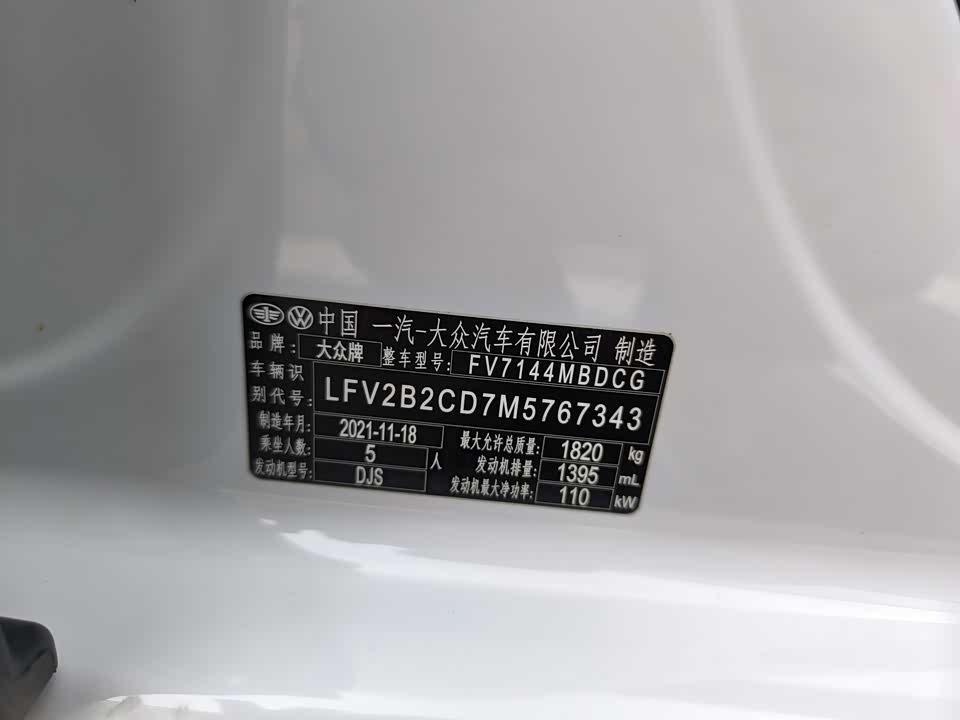 中国 一汽-大众汽车有限公司 制造
品牌: 大众牌 整车型号: FV7144MBDCG
车辆识别代号: LFV2B2CD7M5767343
制造年月: 2021-11-18 最大允许总质量: 1820 kg
乘坐人数: 5 人 发动机排量: 1395 mL
发动机型号: DJS 发动机最大净功率: 110 kW